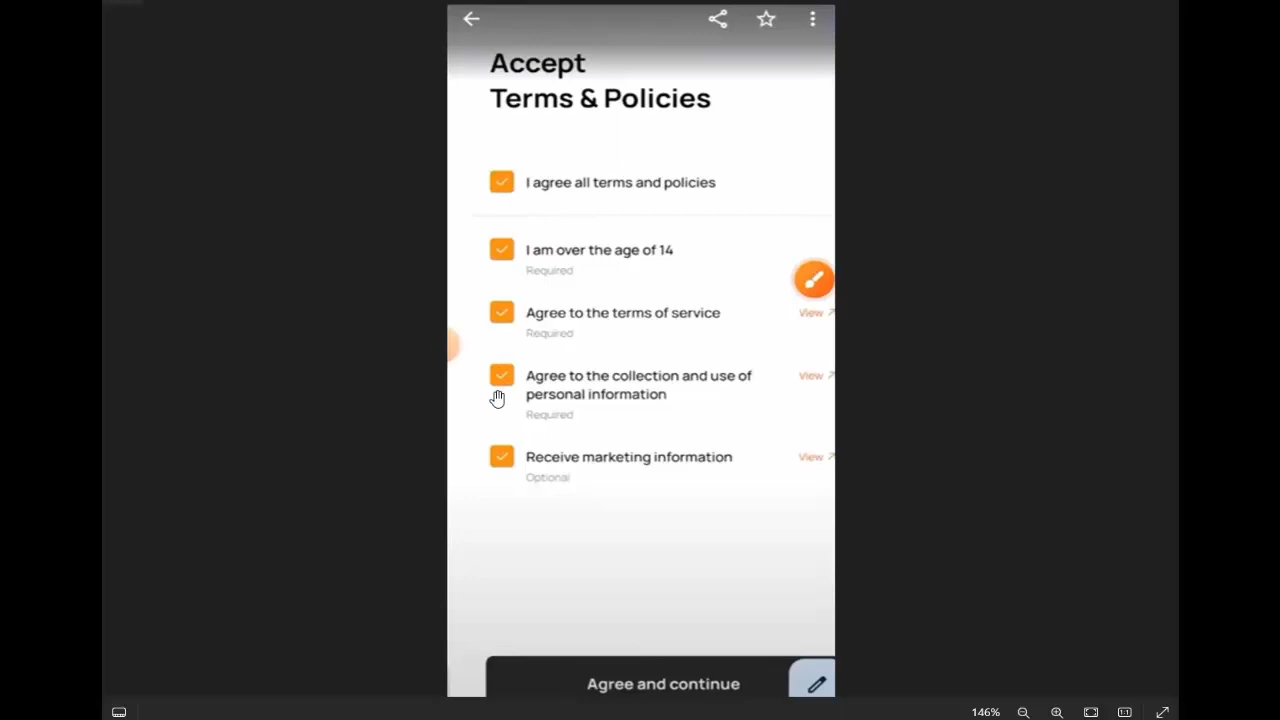 Accept
Terms & Policies
I agree all terms and policies
I am over the age of 14
Required
Agree to the terms of service
View
Required
Agree to the collection and use of
View
personal information
Required
Receive marketing information
View
Optional
Agree and continue
146%
1:1